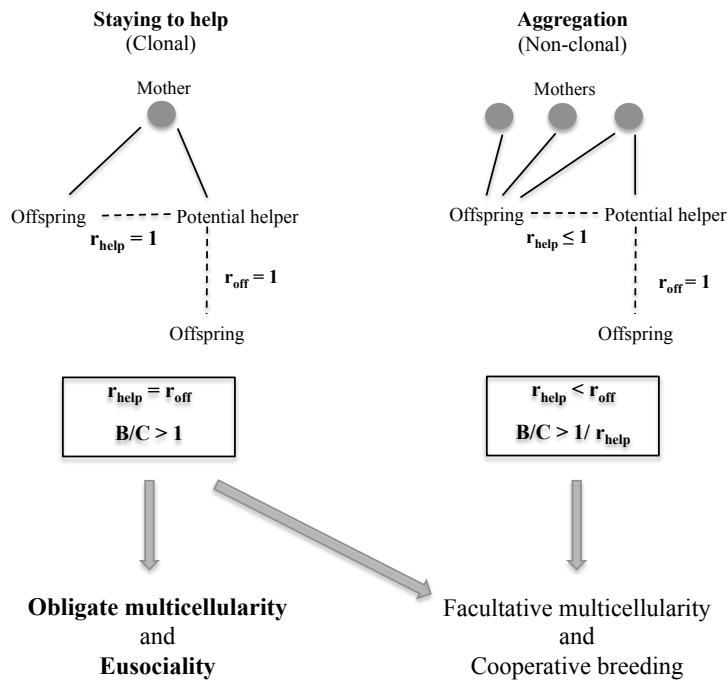 Staying to help
(Clonal)
Mother
Offspring
Potential helper
r_help = 1
r_off = 1
Offspring
r_help = r_off
B/C > 1
Obligate multicellularity
and
Eusociality
Aggregation
(Non-clonal)
Mothers
Offspring
Potential helper
r_help ≤ 1
r_off = 1
Offspring
r_help < r_off
B/C > 1/ r_help
Facultative multicellularity
and
Cooperative breeding